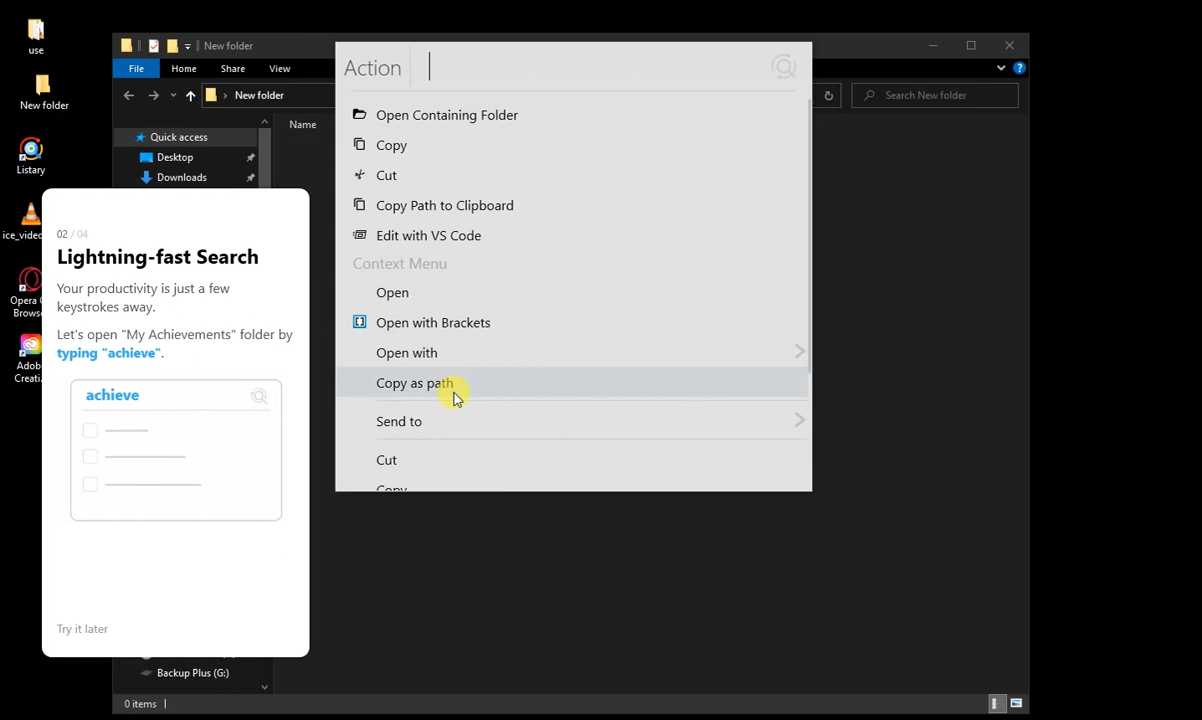 use
New folder
Listary
ice_video
Opera G
Browse
Adob
Creati.
New folder
File
Home
Share
View
New folder
Search New folder
Quick access
Desktop
Downloads
Name
Action
Open Containing Folder
Copy
Cut
Copy Path to Clipboard
Edit with VS Code
Context Menu
Open
Open with Brackets
Open with
Copy as path
Send to
Cut
Copy
02 / 04
Lightning-fast Search
Your productivity is just a few
keystrokes away.
Let's open "My Achievements" folder by
typing "achieve".
achieve
Try it later
Backup Plus (G:)
0 items